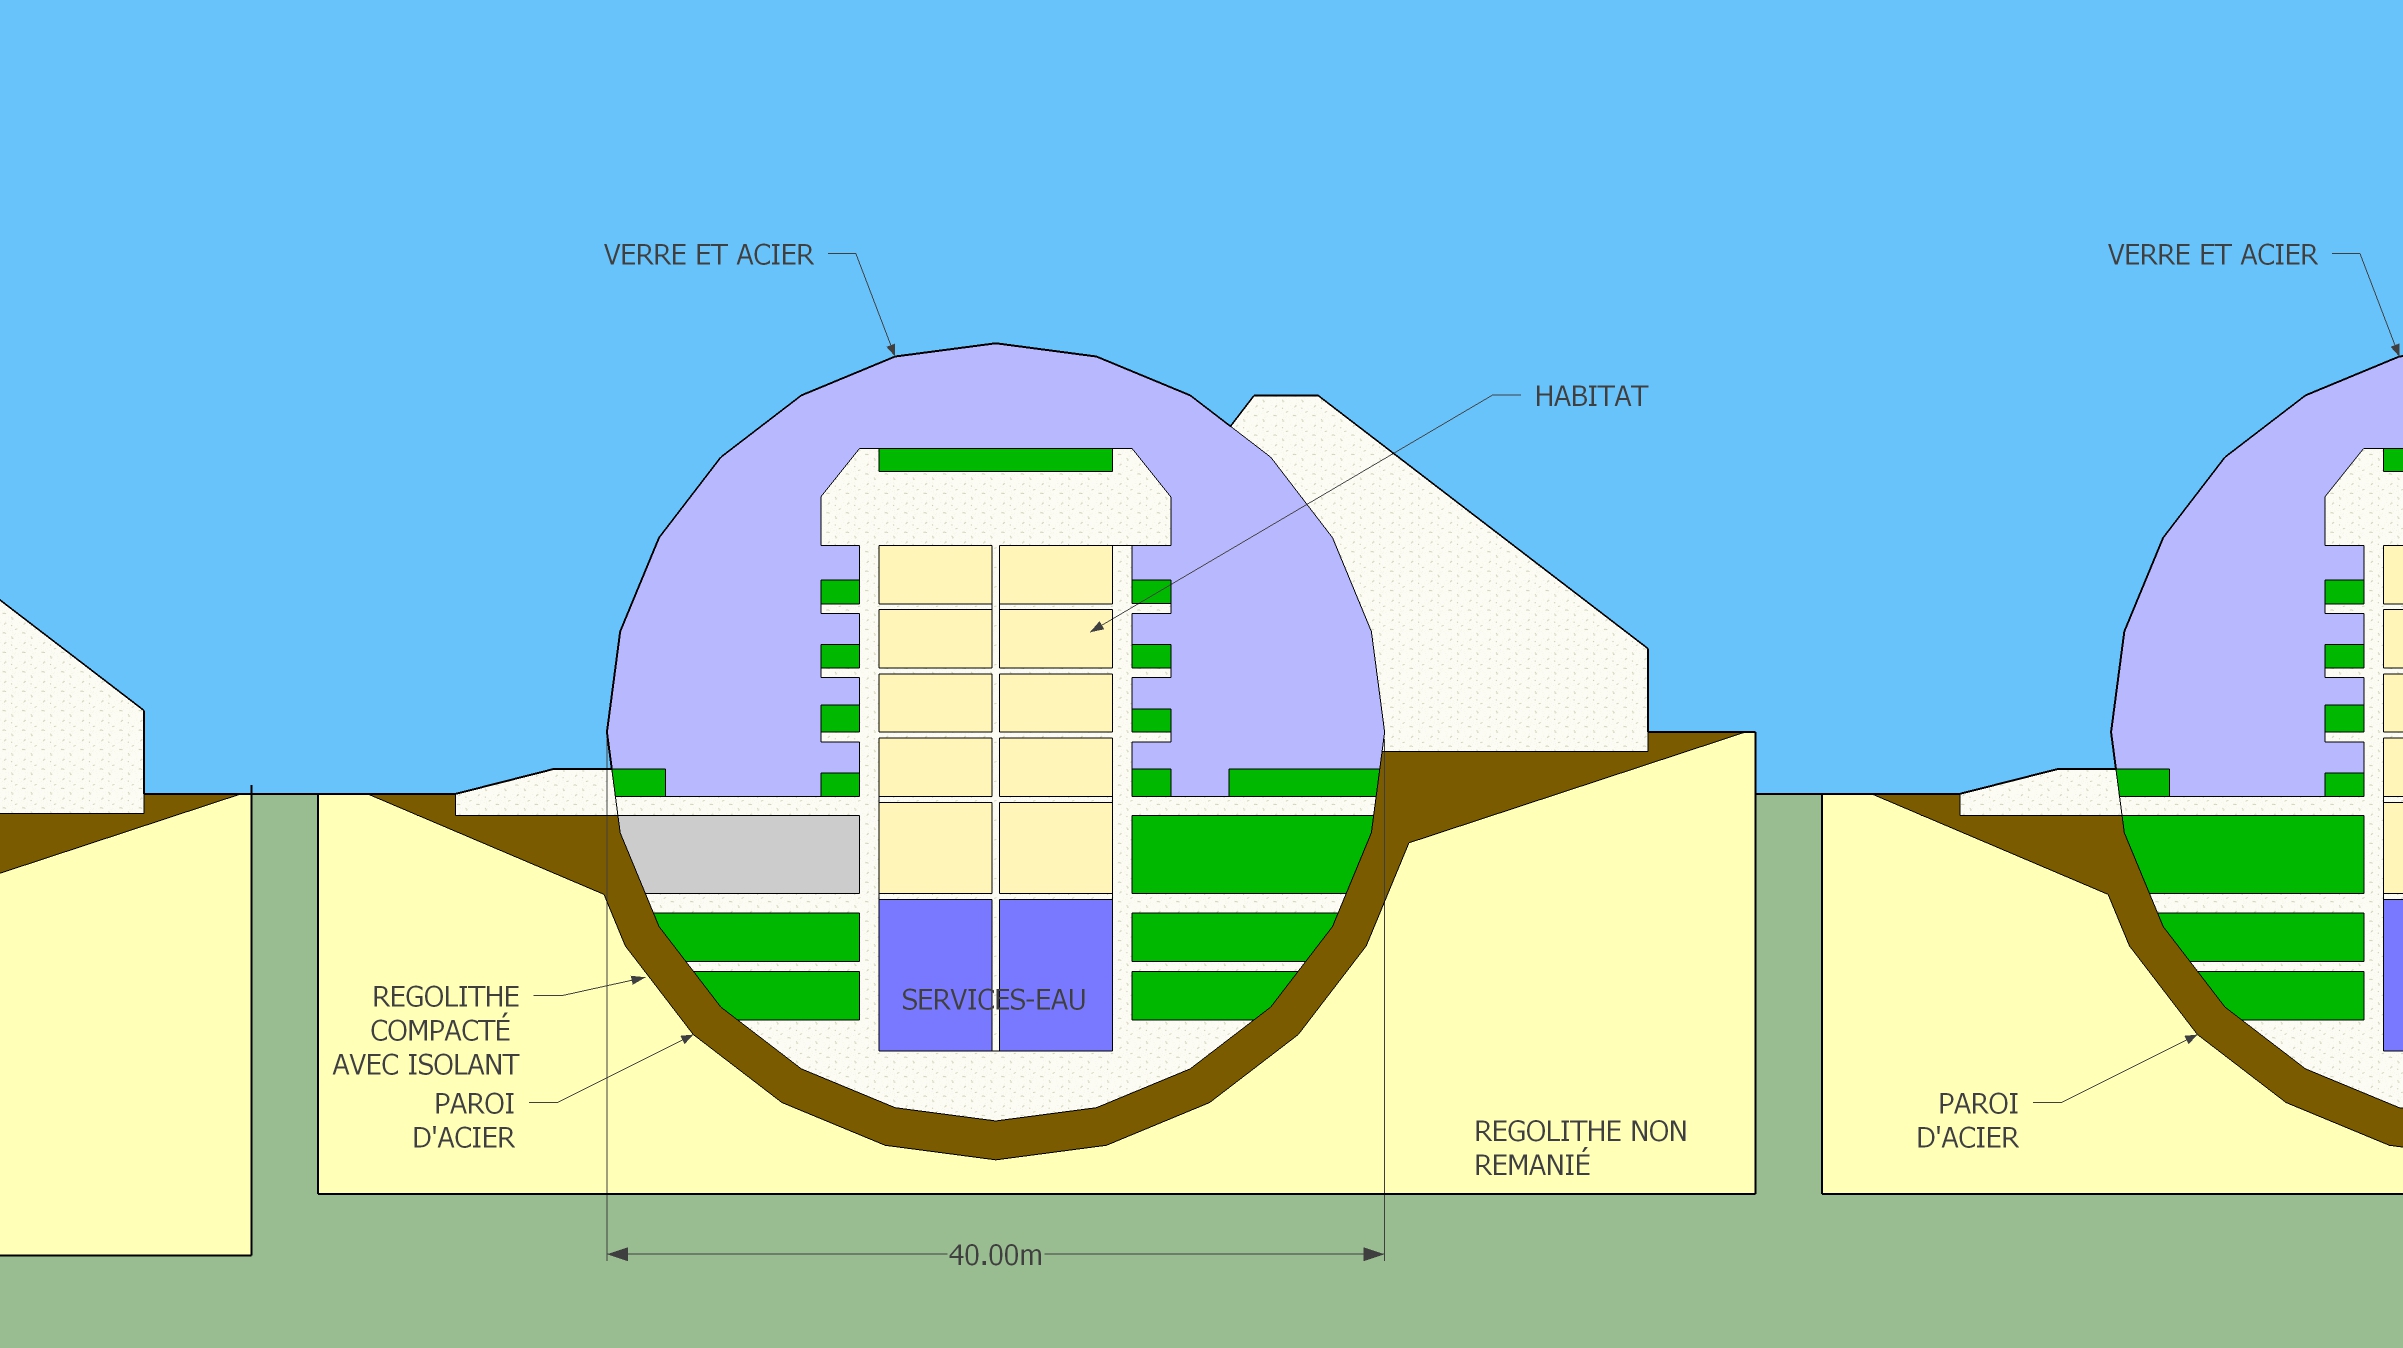 VERRE ET ACIER
VERRE ET ACIER
HABITAT
REGOLITHE
COMPACTÉ
AVEC ISOLANT
SERVICES-EAU
PAROI
D'ACIER
REGOLITHE NON
REMANIÉ
PAROI
D'ACIER
40.00m